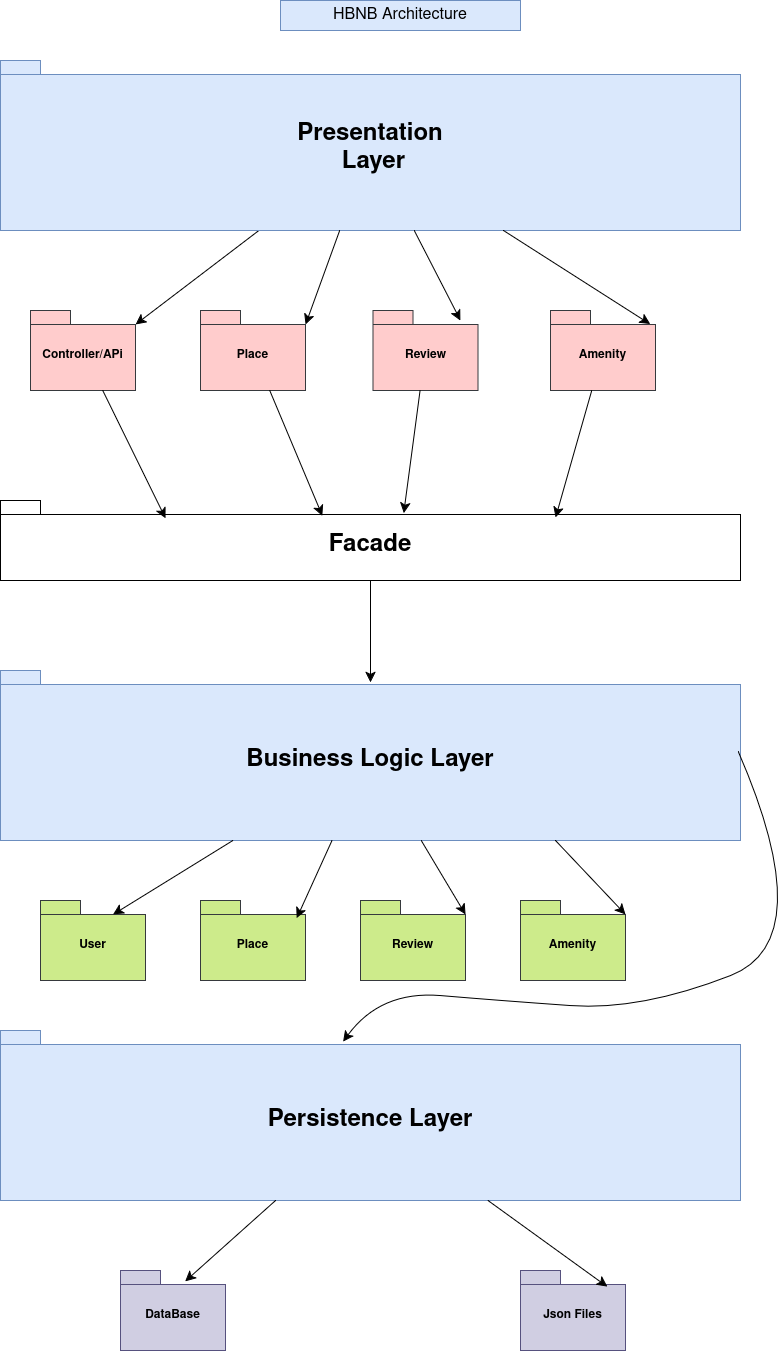 HBNB Architecture
Presentation
Layer
Controller/APi
Place
Review
Amenity
Facade
Business Logic Layer
User
Place
Review
Amenity
Persistence Layer
DataBase
Json Files